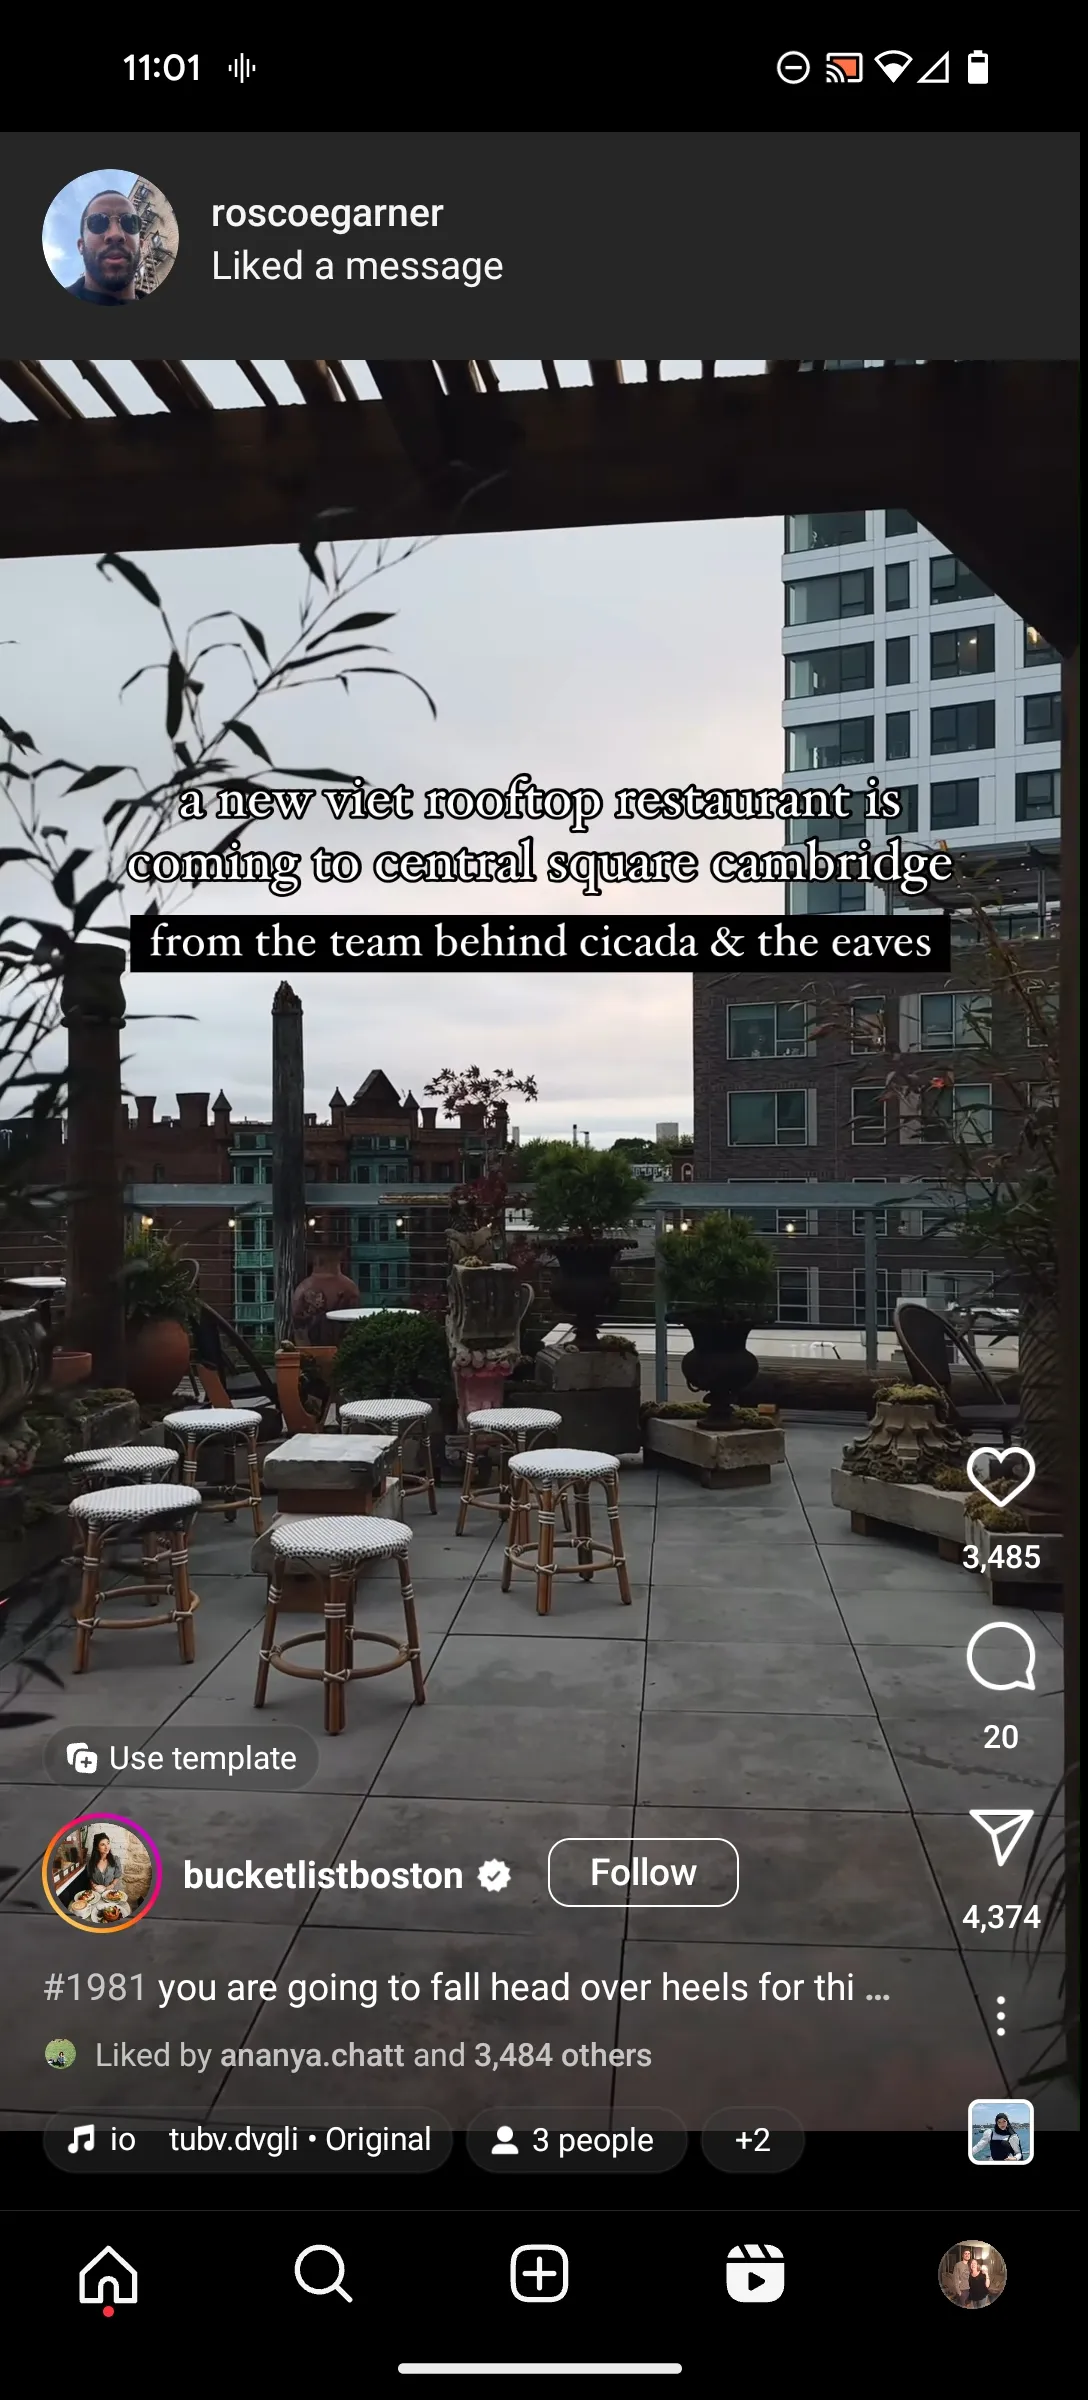 11:01
roscoegarner
Liked a message
a new viet rooftop restaurant is
coming to central square cambridge
from the team behind cicada & the eaves
3,485
20
Use template
bucketlistboston
Follow
4,374
#1981 you are going to fall head over heels for thi ...
Liked by ananya.chatt and 3,484 others
io tubv.dvgli • Original
3 people
+2